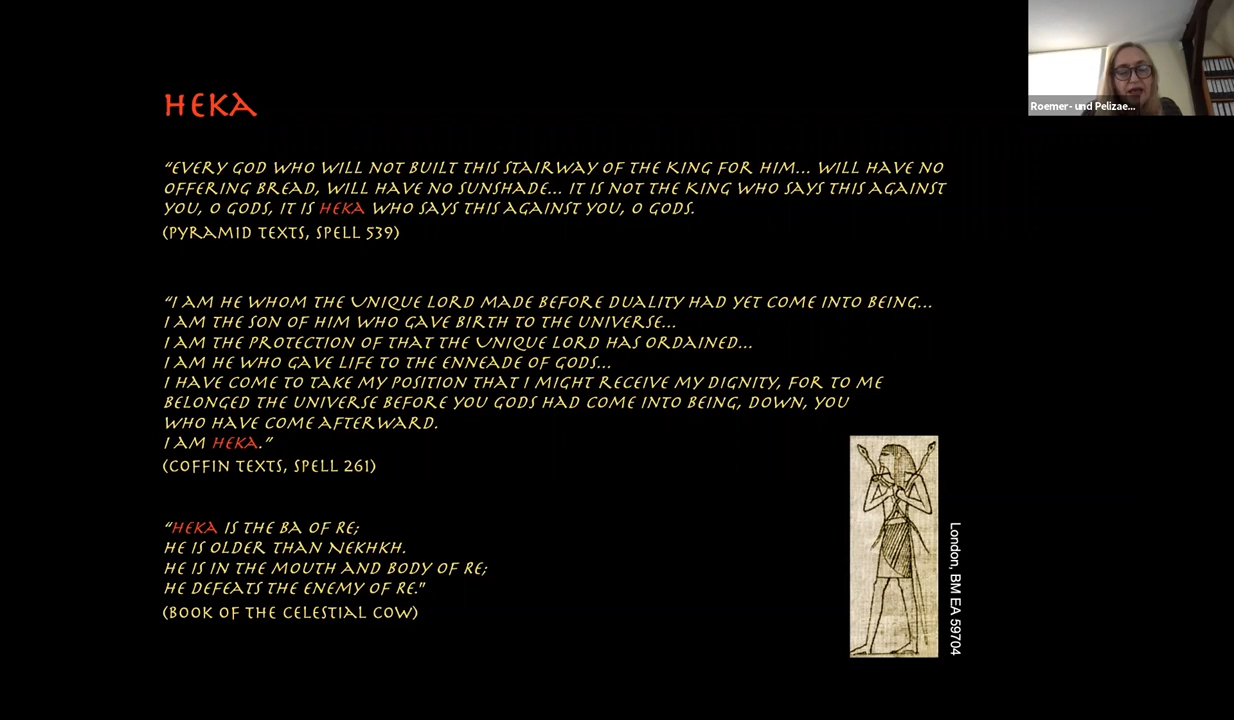 HEKA
“EVERY GOD WHO WILL NOT BUILT THIS STAIRWAY OF THE KING FOR HIM... WILL HAVE NO
OFFERING BREAD, WILL HAVE NO SUNSHADE... IT IS NOT THE KING WHO SAYS THIS AGAINST
YOU, O GODS, IT IS HEKA WHO SAYS THIS AGAINST YOU, O GODS.
(PYRAMID TEXTS, SPELL 539)
“I AM HE WHOM THE UNIQUE LORD MADE BEFORE DUALITY HAD YET COME INTO BEING...
I AM THE SON OF HIM WHO GAVE BIRTH TO THE UNIVERSE...
I AM THE PROTECTION OF THAT THE UNIQUE LORD HAS ORDAINED...
I AM HE WHO GAVE LIFE TO THE ENNEADE OF GODS...
I HAVE COME TO TAKE MY POSITION THAT I MIGHT RECEIVE MY DIGNITY, FOR TO ME
BELONGED THE UNIVERSE BEFORE YOU GODS HAD COME INTO BEING, DOWN, YOU
WHO HAVE COME AFTERWARD.
I AM HEKA.”
(COFFIN TEXTS, SPELL 261)
“HEKA IS THE BA OF RE;
HE IS OLDER THAN NEKHKH.
HE IS IN THE MOUTH AND BODY OF RE;
HE DEFEATS THE ENEMY OF RE."
(BOOK OF THE CELESTIAL COW)
London, BM EA 59704
Roemer- und Pelizae...